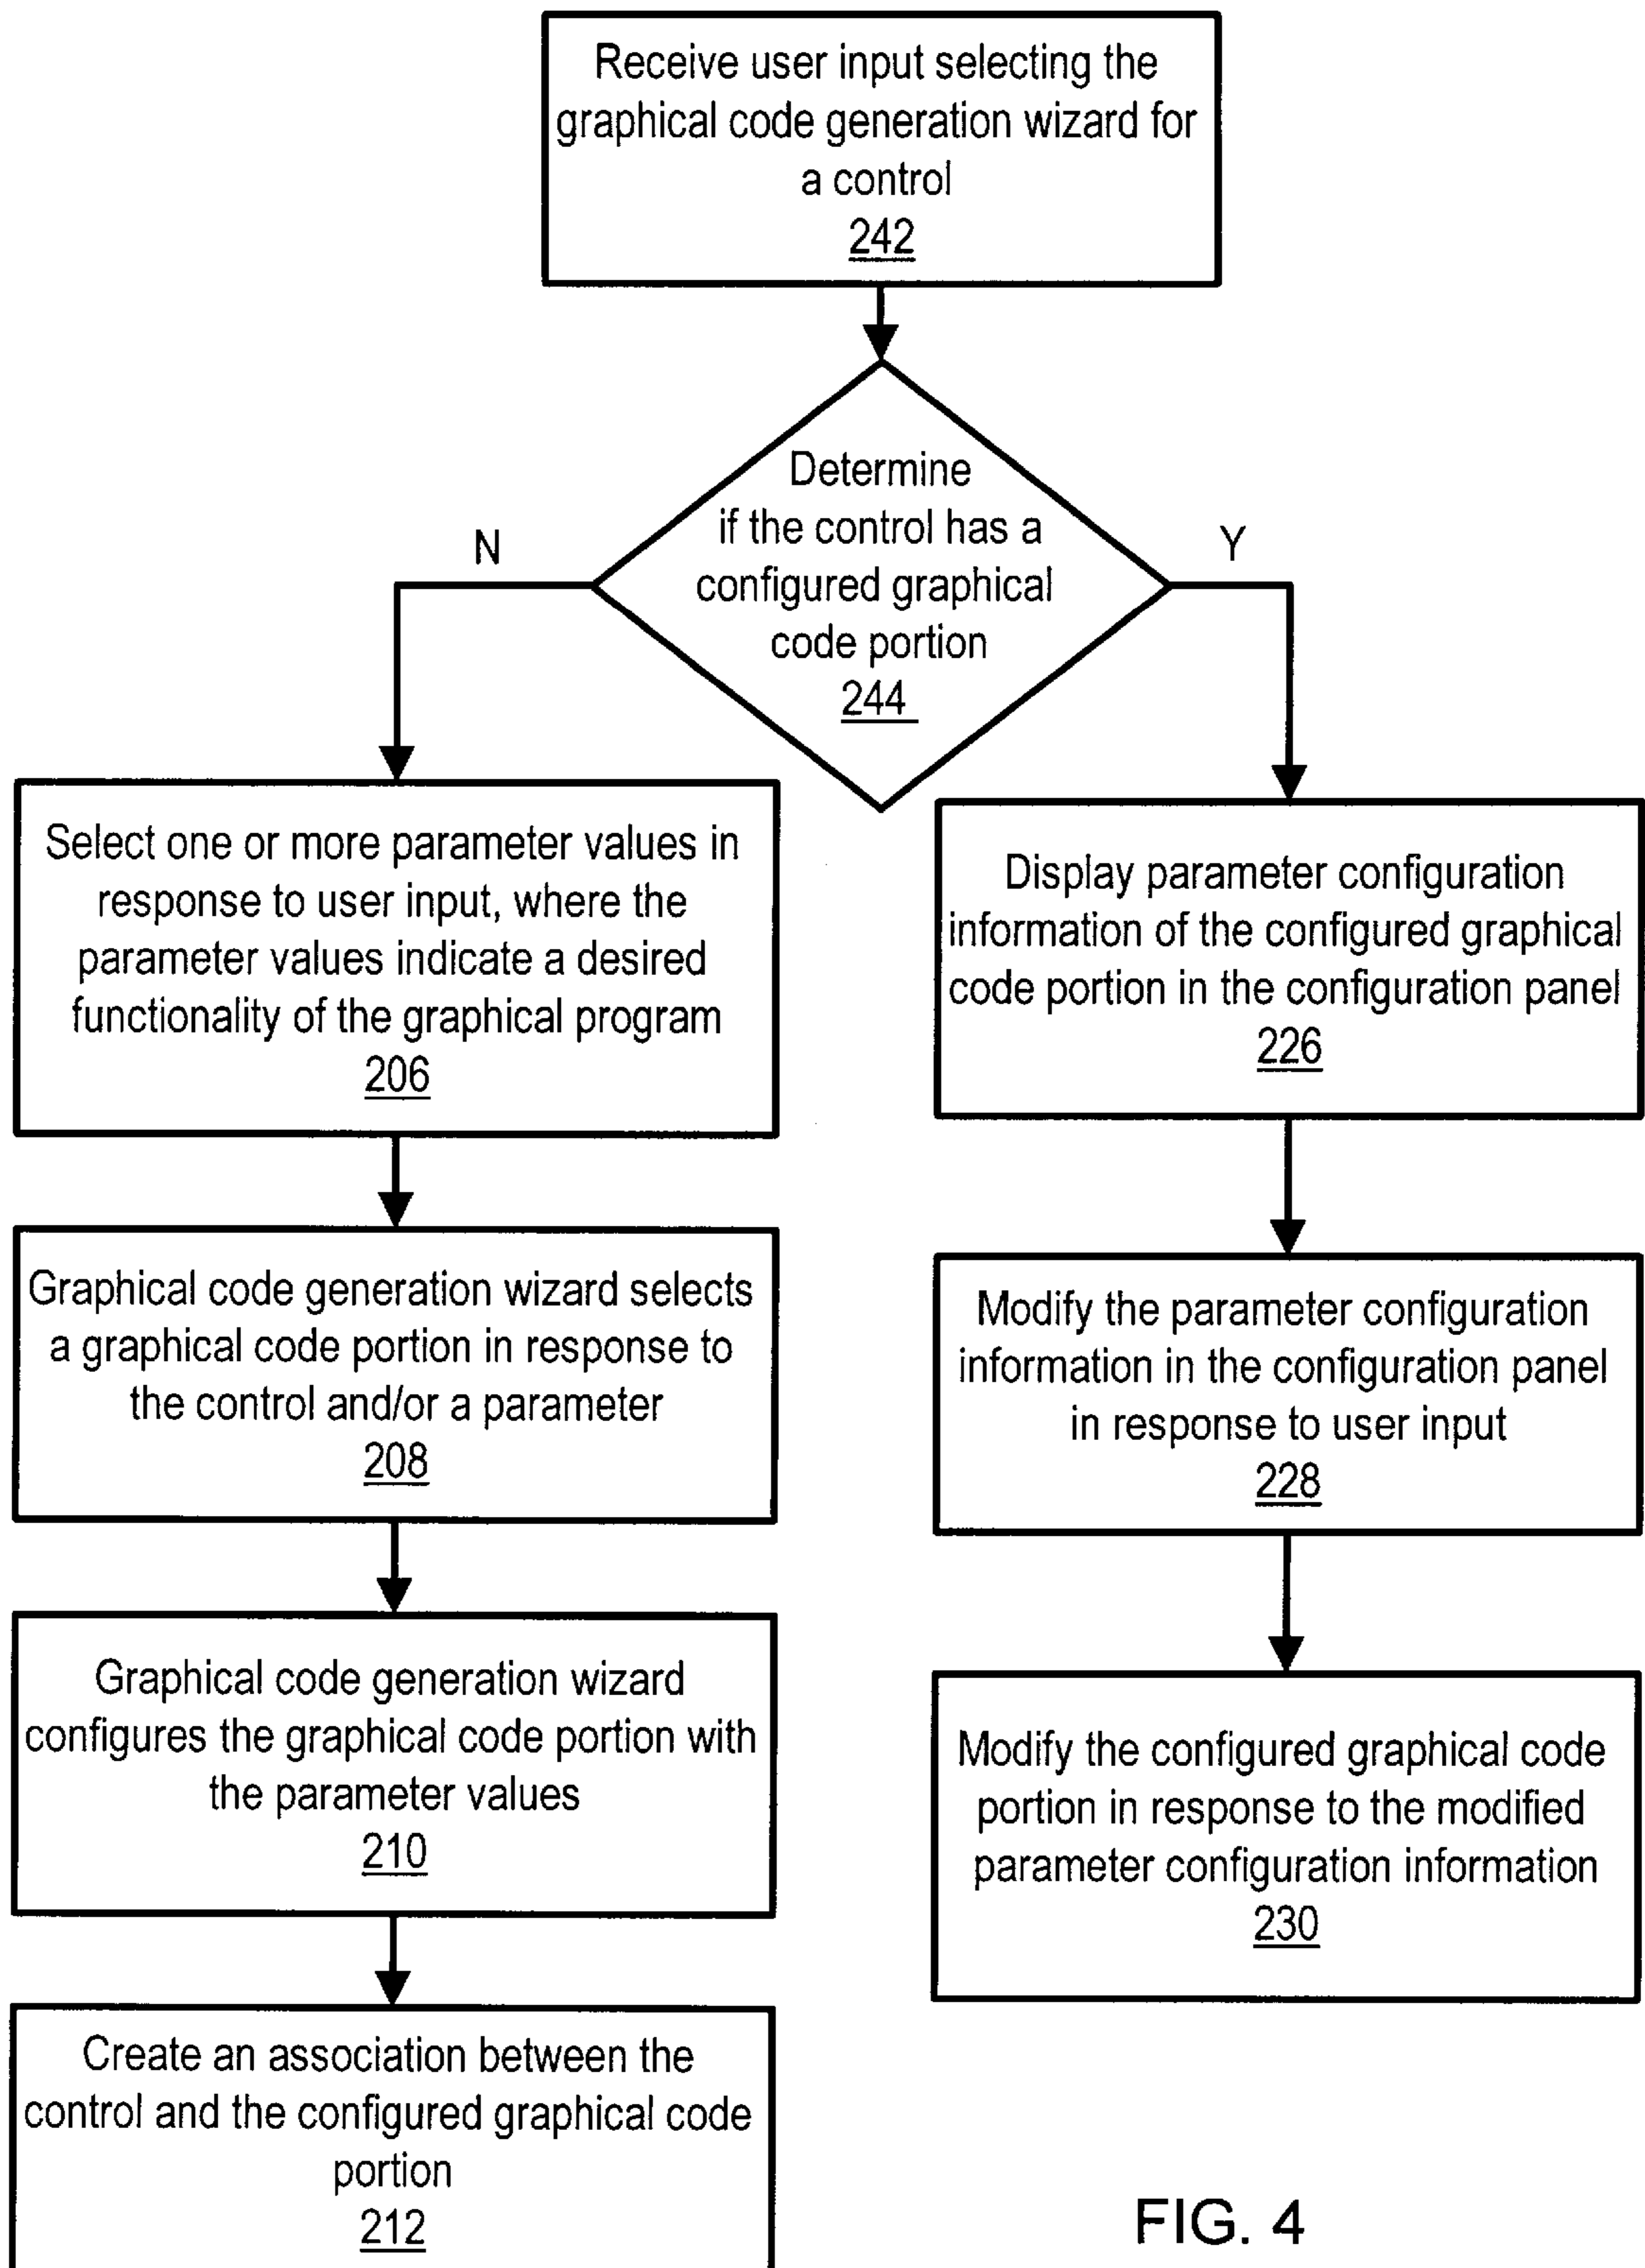 Receive user input selecting the
graphical code generation wizard for
a control
242
Determine
if the control has a
configured graphical
code portion
244
N
Y
Select one or more parameter values in
response to user input, where the
parameter values indicate a desired
functionality of the graphical program
206
Graphical code generation wizard selects
a graphical code portion in response to
the control and/or a parameter
208
Graphical code generation wizard
configures the graphical code portion with
the parameter values
210
Create an association between the
control and the configured graphical code
portion
212
Display parameter configuration
information of the configured graphical
code portion in the configuration panel
226
Modify the parameter configuration
information in the configuration panel
in response to user input
228
Modify the configured graphical code
portion in response to the modified
parameter configuration information
230
FIG. 4